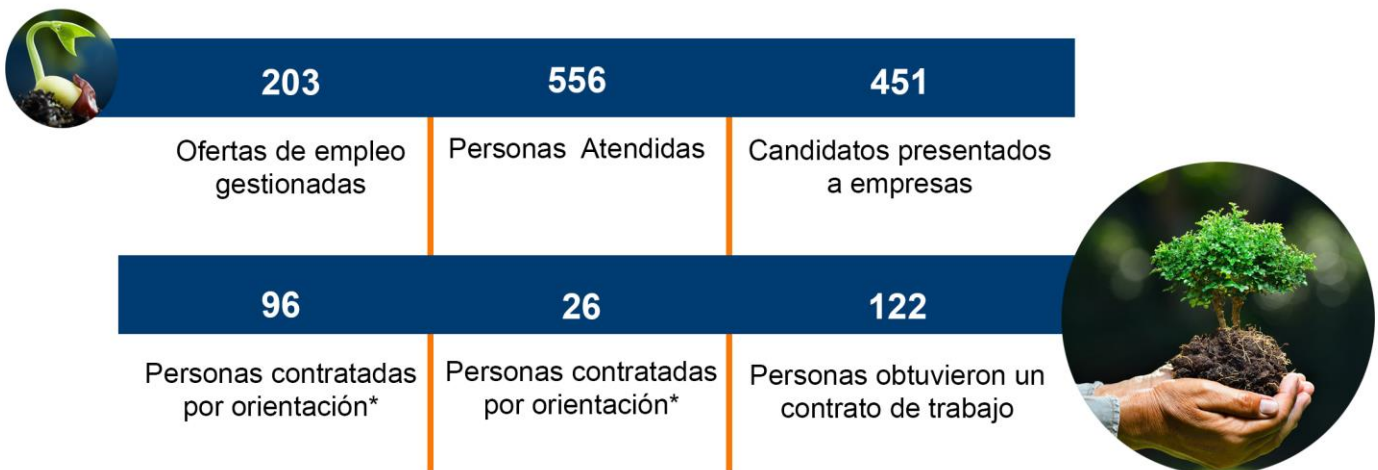 203
556
451
Ofertas de empleo
gestionadas
Personas Atendidas
Candidatos presentados
a empresas
96
26
122
Personas contratadas
por orientación*
Personas contratadas
por orientación*
Personas obtuvieron un
contrato de trabajo